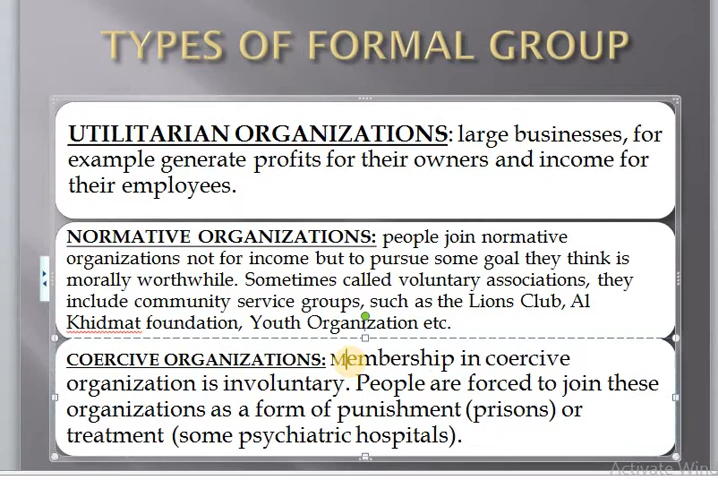 TYPES OF FORMAL GROUP
UTILITARIAN ORGANIZATIONS: large businesses, for
example generate profits for their owners and income for
their employees.
NORMATIVE ORGANIZATIONS: people join normative
organizations not for income but to pursue some goal they think is
morally worthwhile. Sometimes called voluntary associations, they
include community service groups, such as the Lions Club, Al
Khidmat foundation, Youth Organization etc.
COERCIVE ORGANIZATIONS: Membership in coercive
organization is involuntary. People are forced to join these
organizations as a form of punishment (prisons) or
treatment (some psychiatric hospitals).
Activate Wind